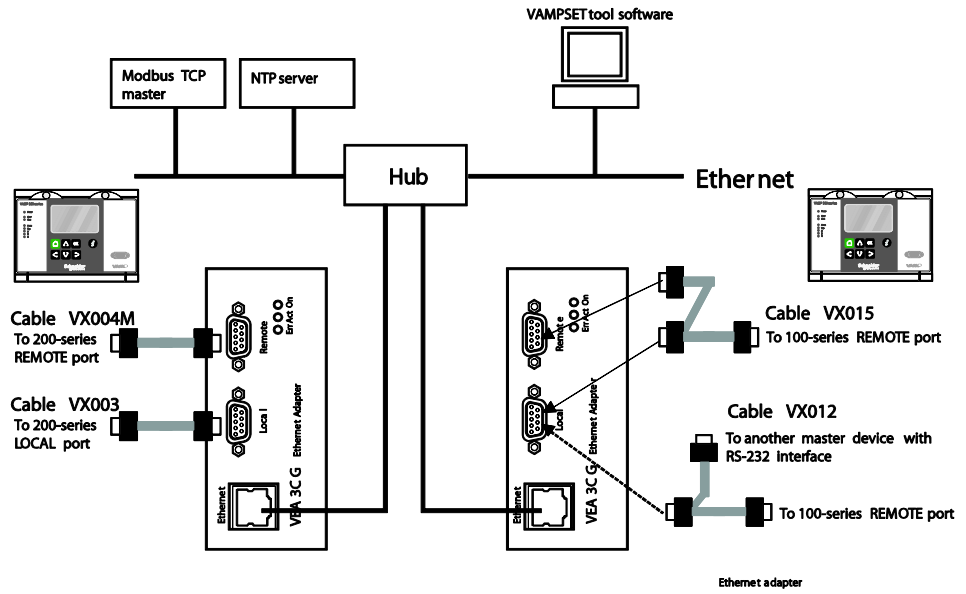 VAMPSET tool software
Modbus TCP
master
NTP server
Hub
Ethernet
Cable VX004M
To 200-series
REMOTE port
Cable VX003
To 200-series
LOCAL port
Remote
Err Act On
Local
Ethernet Adapter
Ethernet
VEA 3C G
Remote
Err Act On
Local
Ethernet Adapter
Ethernet
VEA 3C G
Cable VX015
To 100-series REMOTE port
Cable VX012
To another master device with
RS-232 interface
To 100-series REMOTE port
Ethernet adapter